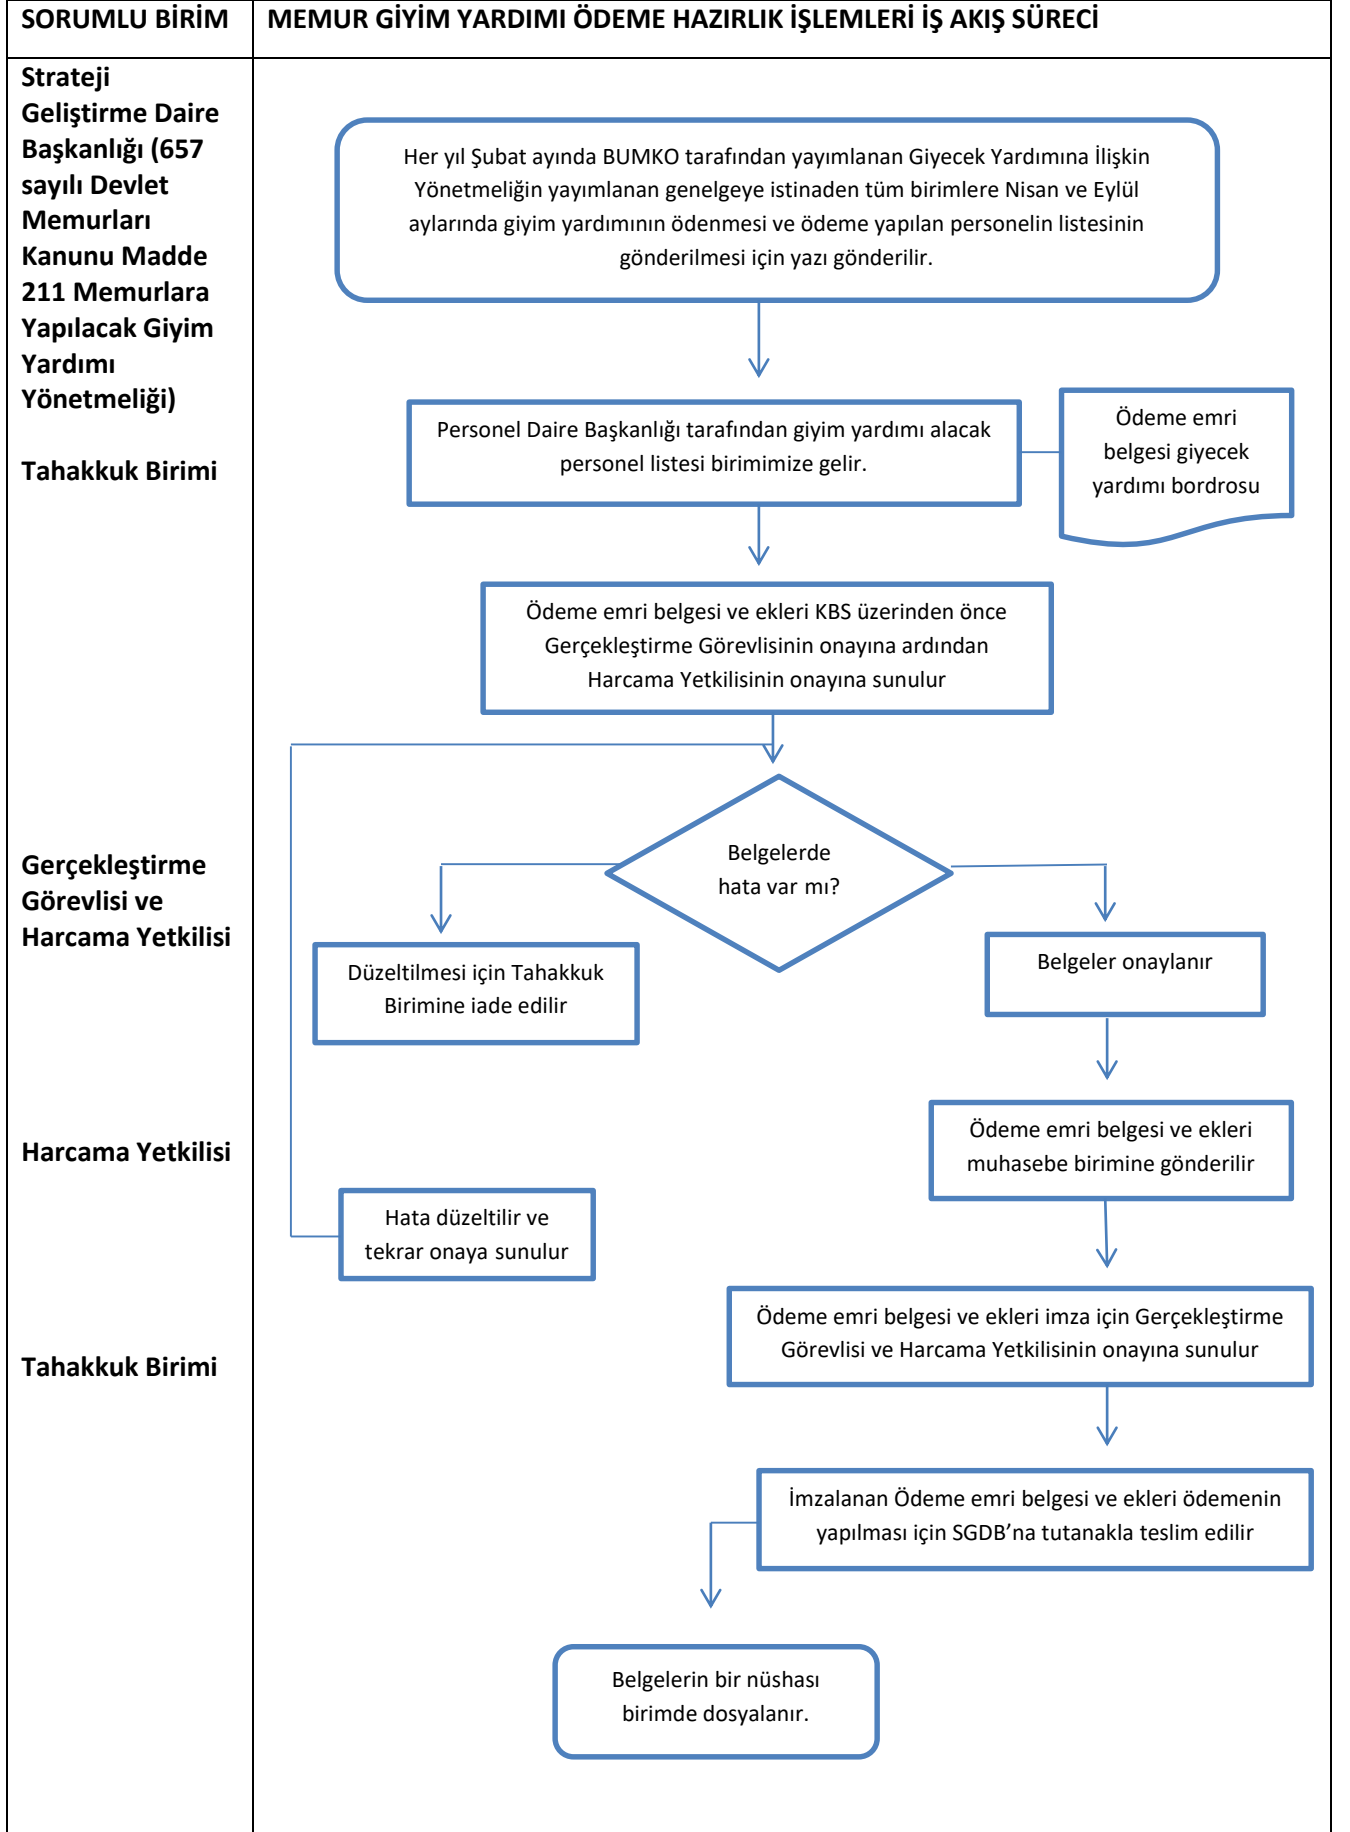 SORUMLU BİRİM
MEMUR GİYİM YARDIMI ÖDEME HAZIRLIK İŞLEMLERİ İŞ AKIŞ SÜRECİ
Strateji
Geliştirme Daire
Başkanlığı (657
sayılı Devlet
Memurları
Kanunu Madde
211 Memurlara
Yapılacak Giyim
Yardımı
Yönetmeliği)
Tahakkuk Birimi
Gerçekleştirme
Görevlisi ve
Harcama Yetkilisi
Harcama Yetkilisi
Tahakkuk Birimi
Her yıl Şubat ayında BUMKO tarafından yayımlanan Giyecek Yardımına İlişkin
Yönetmeliğin yayımlanan genelgeye istinaden tüm birimlere Nisan ve Eylül
aylarında giyim yardımının ödenmesi ve ödeme yapılan personelin listesinin
gönderilmesi için yazı gönderilir.
Personel Daire Başkanlığı tarafından giyim yardımı alacak
personel listesi birimimize gelir.
Ödeme emri
belgesi giyecek
yardımı bordrosu
Ödeme emri belgesi ve ekleri KBS üzerinden önce
Gerçekleştirme Görevlisinin onayına ardından
Harcama Yetkilisinin onayına sunulur
Belgelerde
hata var mı?
Düzeltilmesi için Tahakkuk
Birimine iade edilir
Belgeler onaylanır
Ödeme emri belgesi ve ekleri
muhasebe birimine gönderilir
Hata düzeltilir ve
tekrar onaya sunulur
Ödeme emri belgesi ve ekleri imza için Gerçekleştirme
Görevlisi ve Harcama Yetkilisinin onayına sunulur
İmzalanan Ödeme emri belgesi ve ekleri ödemenin
yapılması için SGDB’na tutanakla teslim edilir
Belgelerin bir nüshası
birimde dosyalanır.